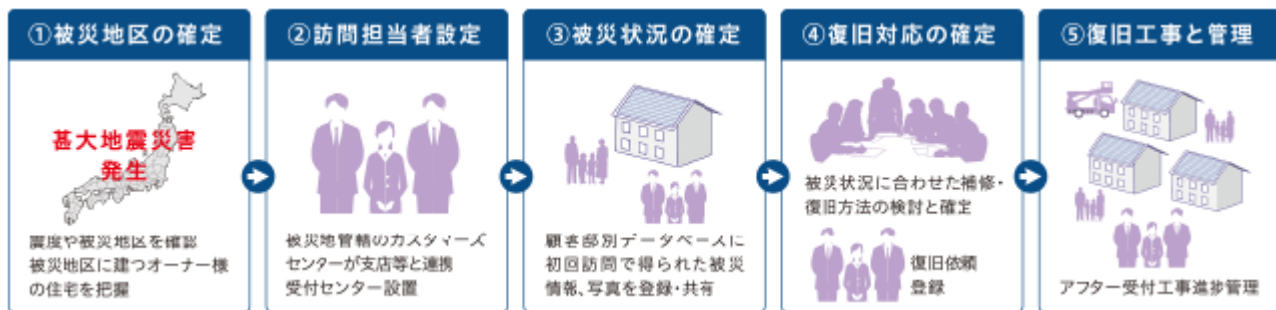 ①被災地区の確定
甚大地震災害
発生
震度や被災地区を確認
被災地区に建つオーナー様
の住宅を把握
②訪問担当者設定
被災地管轄のカスタマーズ
センターが支店等と連携
受付センター設置
③被災状況の確定
顧客邸別データベースに
初回訪問で得られた被災
情報、写真を登録・共有
④復旧対応の確定
被災状況に合わせた補修・
復旧方法の検討と確定
復旧依頼
登録
⑤復旧工事と管理
アフター受付工事進捗管理